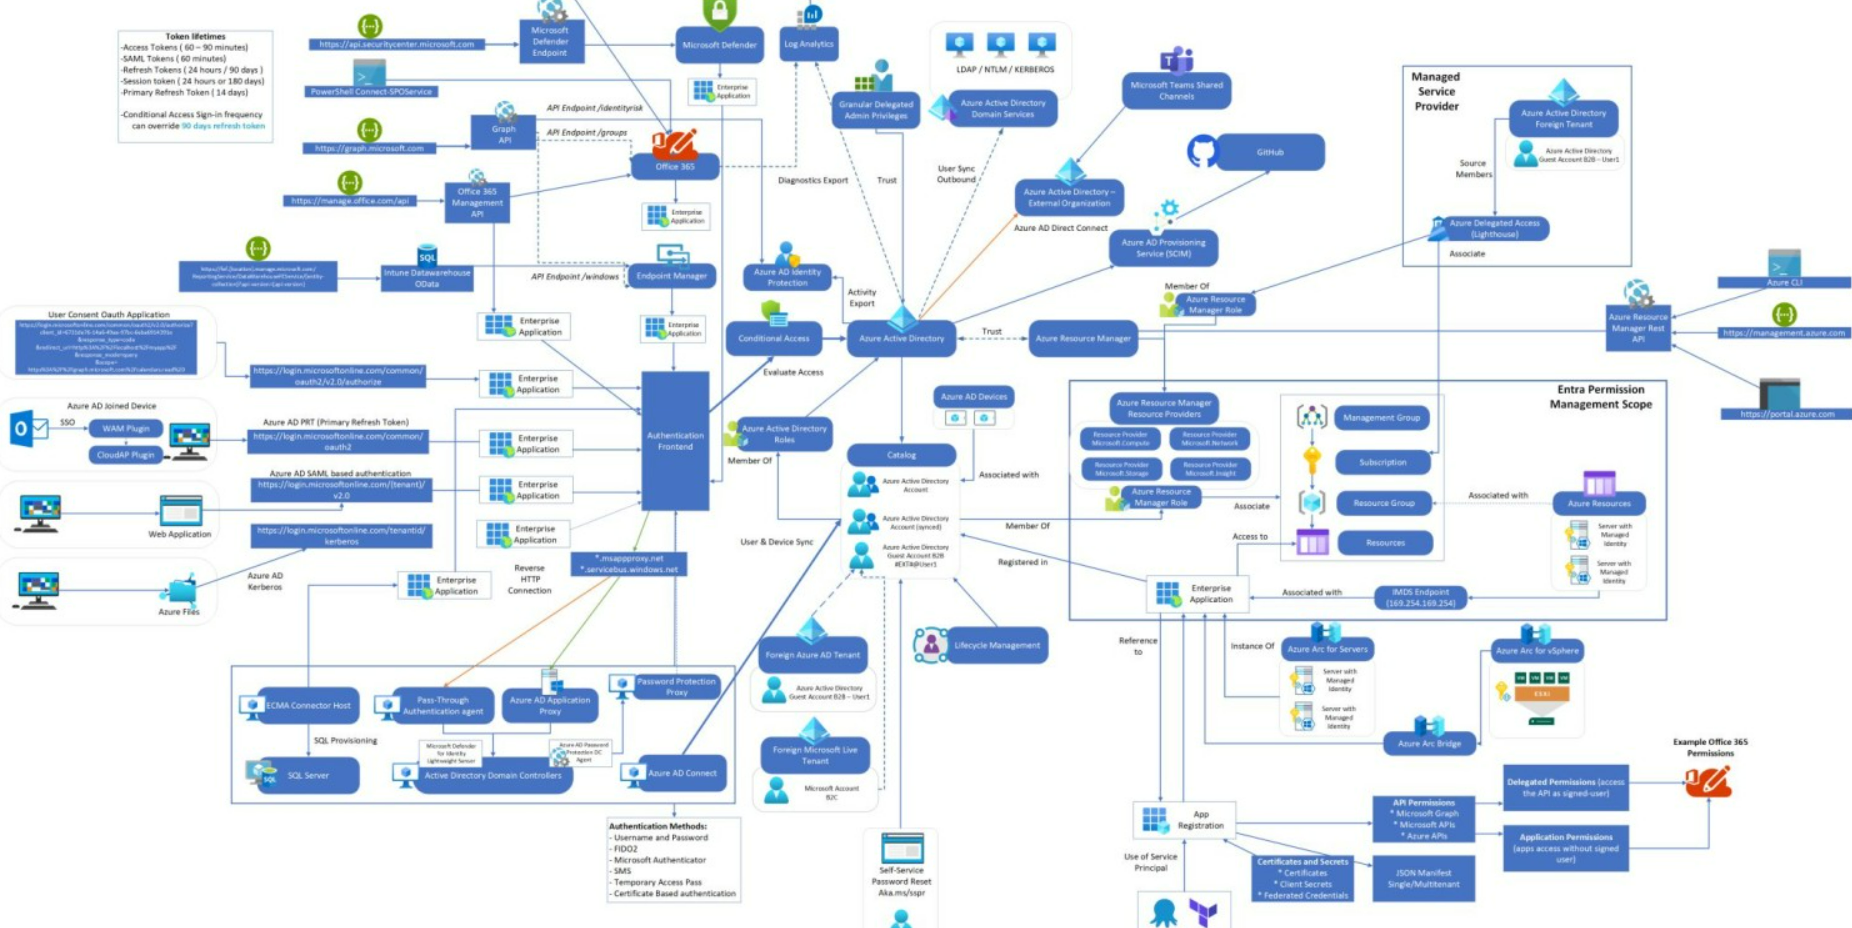 Token lifetimes
-Access Tokens ( 60 – 90 minutes)
-SAML Tokens ( 60 minutes)
-Refresh Tokens ( 24 hours / 90 days )
-Session token ( 24 hours or 180 days)
-Primary Refresh Token ( 14 days)
-Conditional Access Sign-in frequency
can override 90 days refresh token
https://api.securitycenter.microsoft.com
Microsoft
Defender
Endpoint
Microsoft Defender
Log Analytics
Enterprise
Application
PowerShell Connect-SPOService
API Endpoint /identityrisk
Graph
API
API Endpoint /groups
https://graph.microsoft.com
Office 365
https://manage.office.com/api
Office 365
Management
API
Enterprise
Application
Diagnostics Export
Granular Delegated
Admin Privileges
Trust
LDAP / NTLM / KERBEROS
Azure Active Directory
Domain Services
User Sync
Outbound
Microsoft Teams Shared
Channels
GitHub
Azure Active Directory –
External Organization
Azure AD Direct Connect
Azure AD Provisioning
Service (SCIM)
Managed
Service
Provider
Azure Active Directory
Foreign Tenant
Azure Active Directory
Guest Account B2B – User1
Source
Members
Azure Delegated Access
(Lighthouse)
Associate
Intune Datawarehouse
OData
API Endpoint /windows
Endpoint Manager
Azure AD Identity
Protection
Activity
Export
Member Of
Azure Resource
Manager Role
Azure CLI
https://management.azure.com
https://portal.azure.com
Azure Resource
Manager Rest
API
User Consent Oauth Application
Enterprise
Application
Enterprise
Application
Conditional Access
Azure Active Directory
Trust
Azure Resource Manager
Evaluate Access
https://login.microsoftonline.com/common/
oauth2/v2.0/authorize
Enterprise
Application
Azure AD Joined Device
SSO
WAM Plugin
CloudAP Plugin
Azure AD PRT (Primary Refresh Token)
https://login.microsoftonline.com/common/
oauth2
Enterprise
Application
Authentication
Frontend
Azure Active Directory
Roles
Member Of
Azure AD Devices
Associated with
Catalog
Azure Active Directory
Account
Azure Active Directory
Account (synced)
Azure Active Directory
Guest Account B2B
#EXT#@User1
Entra Permission
Management Scope
Azure Resource Manager
Resource Providers
Resource Provider
Microsoft.Compute
Resource Provider
Microsoft.Network
Resource Provider
Microsoft.Storage
Resource Provider
Microsoft.Insight
Azure Resource
Manager Role
Associate
Management Group
Subscription
Resource Group
Resources
Associated with
Azure Resources
Server with
Managed
Identity
Server with
Managed
Identity
Access to
Member Of
Registered in
Enterprise
Application
Associated with
IMDS Endpoint
(169.254.169.254)
Azure AD SAML based authentication
https://login.microsoftonline.com/(tenant)/
v2.0
Enterprise
Application
Web Application
https://login.microsoftonline.com/tenantid/
kerberos
Enterprise
Application
Azure Files
Azure AD
Kerberos
Enterprise
Application
Reverse
HTTP
Connection
*.msappproxy.net
*.servicebus.windows.net
User & Device Sync
Foreign Azure AD Tenant
Azure Active Directory
Guest Account B2B – User1
Foreign Microsoft Live
Tenant
Microsoft Account
B2C
Lifecycle Management
Reference
to
Instance Of
Azure Arc for Servers
Server with
Managed
Identity
Server with
Managed
Identity
Azure Arc for vSphere
VM VM VM VM
ESXi
Azure Arc Bridge
ECMA Connector Host
Pass-Through
Authentication agent
Azure AD Application
Proxy
Password Protection
Proxy
SQL Provisioning
Microsoft Defender
for Identity
Lightweight Server
Azure AD Password
Protection DC
Agent
SQL Server
Active Directory Domain Controllers
Azure AD Connect
Authentication Methods:
- Username and Password
- FIDO2
- Microsoft Authenticator
- SMS
- Temporary Access Pass
- Certificate Based authentication
Self-Service
Password Reset
Aka.ms/sspr
App
Registration
Use of Service
Principal
API Permissions
* Microsoft Graph
* Microsoft APIs
* Azure APIs
Certificates and Secrets
* Certificates
* Client Secrets
* Federated Credentials
JSON Manifest
Single/Multitenant
Delegated Permissions (access
the API as signed-user)
Application Permissions
(apps access without signed
user)
Example Office 365
Permissions